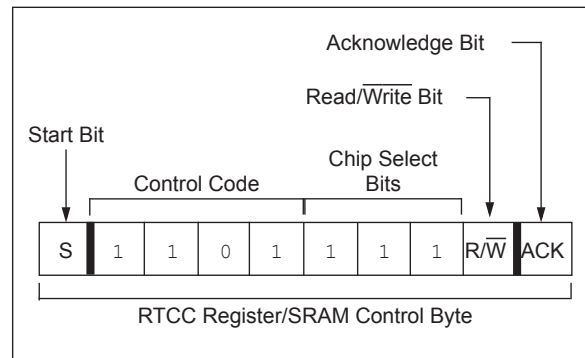 Acknowledge Bit
Read/Write Bit
Start Bit
Chip Select
Bits
Control Code
S 1 1 0 1 1 1 1 R/W ACK
RTCC Register/SRAM Control Byte